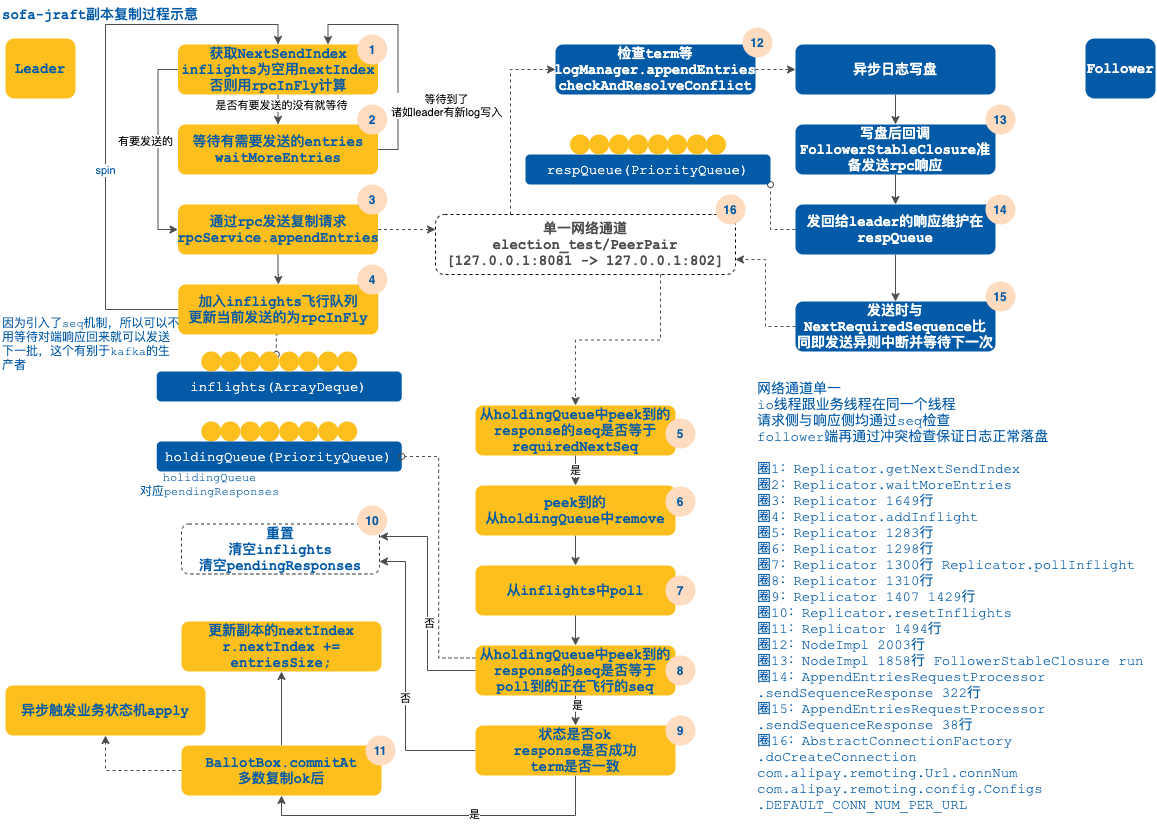 sofa-jraft副本复制过程示意
Leader
获取NextSendIndex
inflights为空用nextIndex
否则用rpcInFly计算
1
是否有要发送的没有就等待
等待到了
诸如leader有新log写入
有要发送的
等待有需要发送的entries
waitMoreEntries
2
spin
通过rpc发送复制请求
rpcService.appendEntries
3
加入inflights飞行队列
更新当前发送的为rpcInFly
4
因为引入了seq机制，所以可以不
用等待对端响应回来就可以发送
下一批，这个有别于kafka的生
产者
inflights(ArrayDeque)
holdingQueue(PriorityQueue)
holidingQueue
对应pendingResponses
重置
清空inflights
清空pendingResponses
10
更新副本的nextIndex
r.nextIndex +=
entriesSize;
异步触发业务状态机apply
BallotBox.commitAt
多数复制ok后
11
检查term等
logManager.appendEntries
checkAndResolveConflict
12
respQueue(PriorityQueue)
单一网络通道
election_test/PeerPair
[127.0.0.1:8081 -> 127.0.0.1:802]
16
从holdingQueue中peek到的
response的seq是否等于
requiredNextSeq
5
是
peek到的
从holdingQueue中remove
6
从inflights中poll
7
否
从holdingQueue中peek到的
response的seq是否等于
poll到的正在飞行的seq
8
否
是
状态是否ok
response是否成功
term是否一致
9
是
异步日志写盘
Follower
写盘后回调
FollowerStableClosure准
备发送rpc响应
13
发回给leader的响应维护在
respQueue
14
发送时与
NextRequiredSequence比
同即发送异则中断并等待下一次
15
网络通道单一
io线程跟业务线程在同一个线程
请求侧与响应侧均通过seq检查
follower端再通过冲突检查保证日志正常落盘
圈1: Replicator.getNextSendIndex
圈2: Replicator.waitMoreEntries
圈3: Replicator 1649行
圈4: Replicator.addInflight
圈5: Replicator 1283行
圈6: Replicator 1298行
圈7: Replicator 1300行 Replicator.pollInflight
圈8: Replicator 1310行
圈9: Replicator 1407 1429行
圈10: Replicator.resetInflights
圈11: Replicator 1494行
圈12: NodeImpl 2003行
圈13: NodeImpl 1858行 FollowerStableClosure run
圈14: AppendEntriesRequestProcessor
.sendSequenceResponse 322行
圈15: AppendEntriesRequestProcessor
.sendSequenceResponse 38行
圈16: AbstractConnectionFactory
.doCreateConnection
com.alipay.remoting.Url.connNum
com.alipay.remoting.config.Configs
.DEFAULT_CONN_NUM_PER_URL